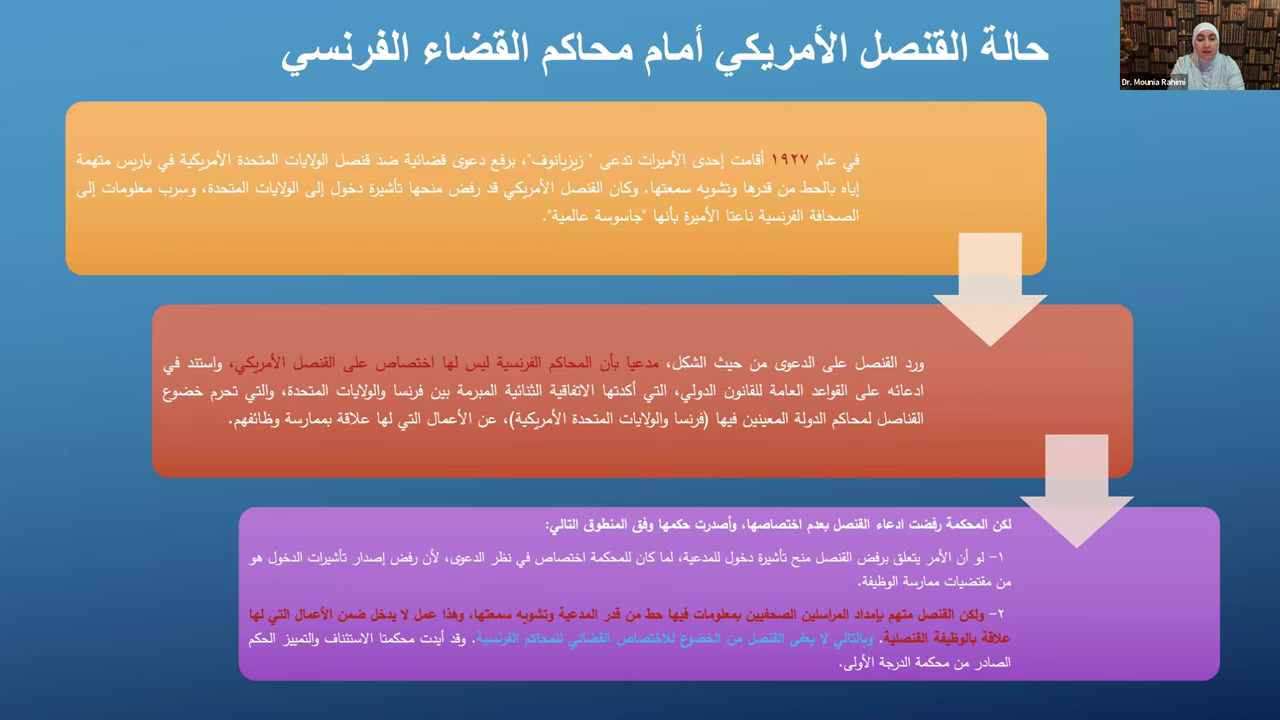 حالة القنصل الأمريكي أمام محاكم القضاء الفرنسي
Dr. Mounia Rahimi
في عام ١٩٢٧ أقامت إحدى الأميرات تدعى " زيزيانوف"، برفع دعوى قضائية ضد قنصل الولايات المتحدة الأمريكية في باريس متهمة
إياه بالحط من قدرها وتشويه سمعتها. وكان القنصل الأمريكي قد رفض منحها تأشيرة دخول إلى الولايات المتحدة، وسرب معلومات إلى
الصحافة الفرنسية ناعتا الأميرة بأنها "جاسوسة عالمية".
ورد القنصل على الدعوى من حيث الشكل، مدعيا بأن المحاكم الفرنسية ليس لها اختصاص على القنصل الأمريكي، واستند في
ادعائه على القواعد العامة للقانون الدولي، التي أكدتها الاتفاقية الثنائية المبرمة بين فرنسا والولايات المتحدة، والتي تحرم خضوع
القناصل لمحاكم الدولة المعينين فيها (فرنسا والولايات المتحدة الأمريكية)، عن الأعمال التي لها علاقة بممارسة وظائفهم.
لكن المحكمة رفضت ادعاء القنصل بعدم اختصاصها، وأصدرت حكمها وفق المنطوق التالي:
١- لو أن الأمر يتعلق برفض القنصل منح تأشيرة دخول للمدعية، لما كان للمحكمة اختصاص في نظر الدعوى، لأن رفض إصدار تأشيرات الدخول هو
من مقتضيات ممارسة الوظيفة.
٢- ولكن القنصل متهم بإمداد المراسلين الصحفيين بمعلومات فيها حط من قدر المدعية وتشويه سمعتها، وهذا عمل لا يدخل ضمن الأعمال التي لها
علاقة بالوظيفة القنصلية. وبالتالي لا يعفى القنصل من الخضوع للاختصاص القضائي للمحاكم الفرنسية. وقد أيدت محكمتا الاستئناف والتمييز الحكم
الصادر من محكمة الدرجة الأولى.